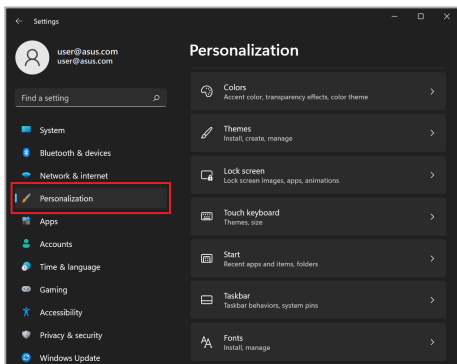 Settings
user@asus.com
user@asus.com
Find a setting
System
Bluetooth & devices
Network & internet
Personalization
Apps
Accounts
Time & language
Gaming
Accessibility
Privacy & security
Windows Update
Personalization
Colors
Accent color, transparency effects, color theme
Themes
Install, create, manage
Lock screen
Lock screen images, apps, animations
Touch keyboard
Themes, size
Start
Recent apps and items, folders
Taskbar
Taskbar behaviors, system pins
Fonts
Install, manage